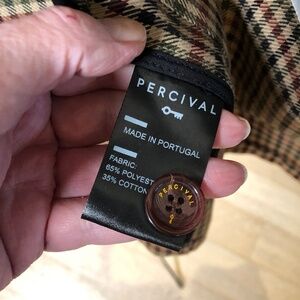 PERCIVAL
MADE IN PORTUGAL
FABRIC:
65% POLYEST
35% COTTON
PERCIVAL